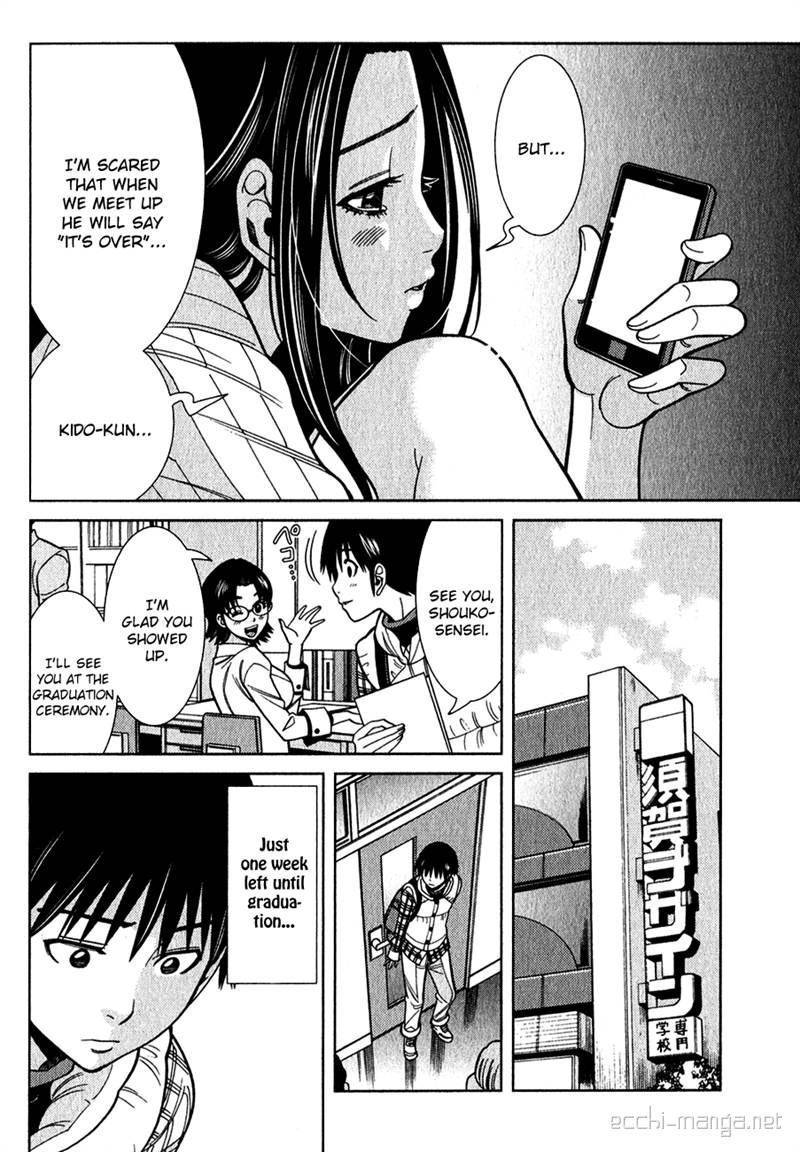 BUT...
I'M SCARED
THAT WHEN
WE MEET UP
HE WILL SAY
"IT'S OVER"...
KIDO-KUN...
須賀デザイン
専門
学校
SEE YOU,
SHOUKO-
SENSEI.
ペコ...
I'M
GLAD YOU
SHOWED
UP.
I'LL SEE
YOU AT THE
GRADUATION
CEREMONY.
Just
one week
left until
gradua-
tion...
ecchi-manga.net